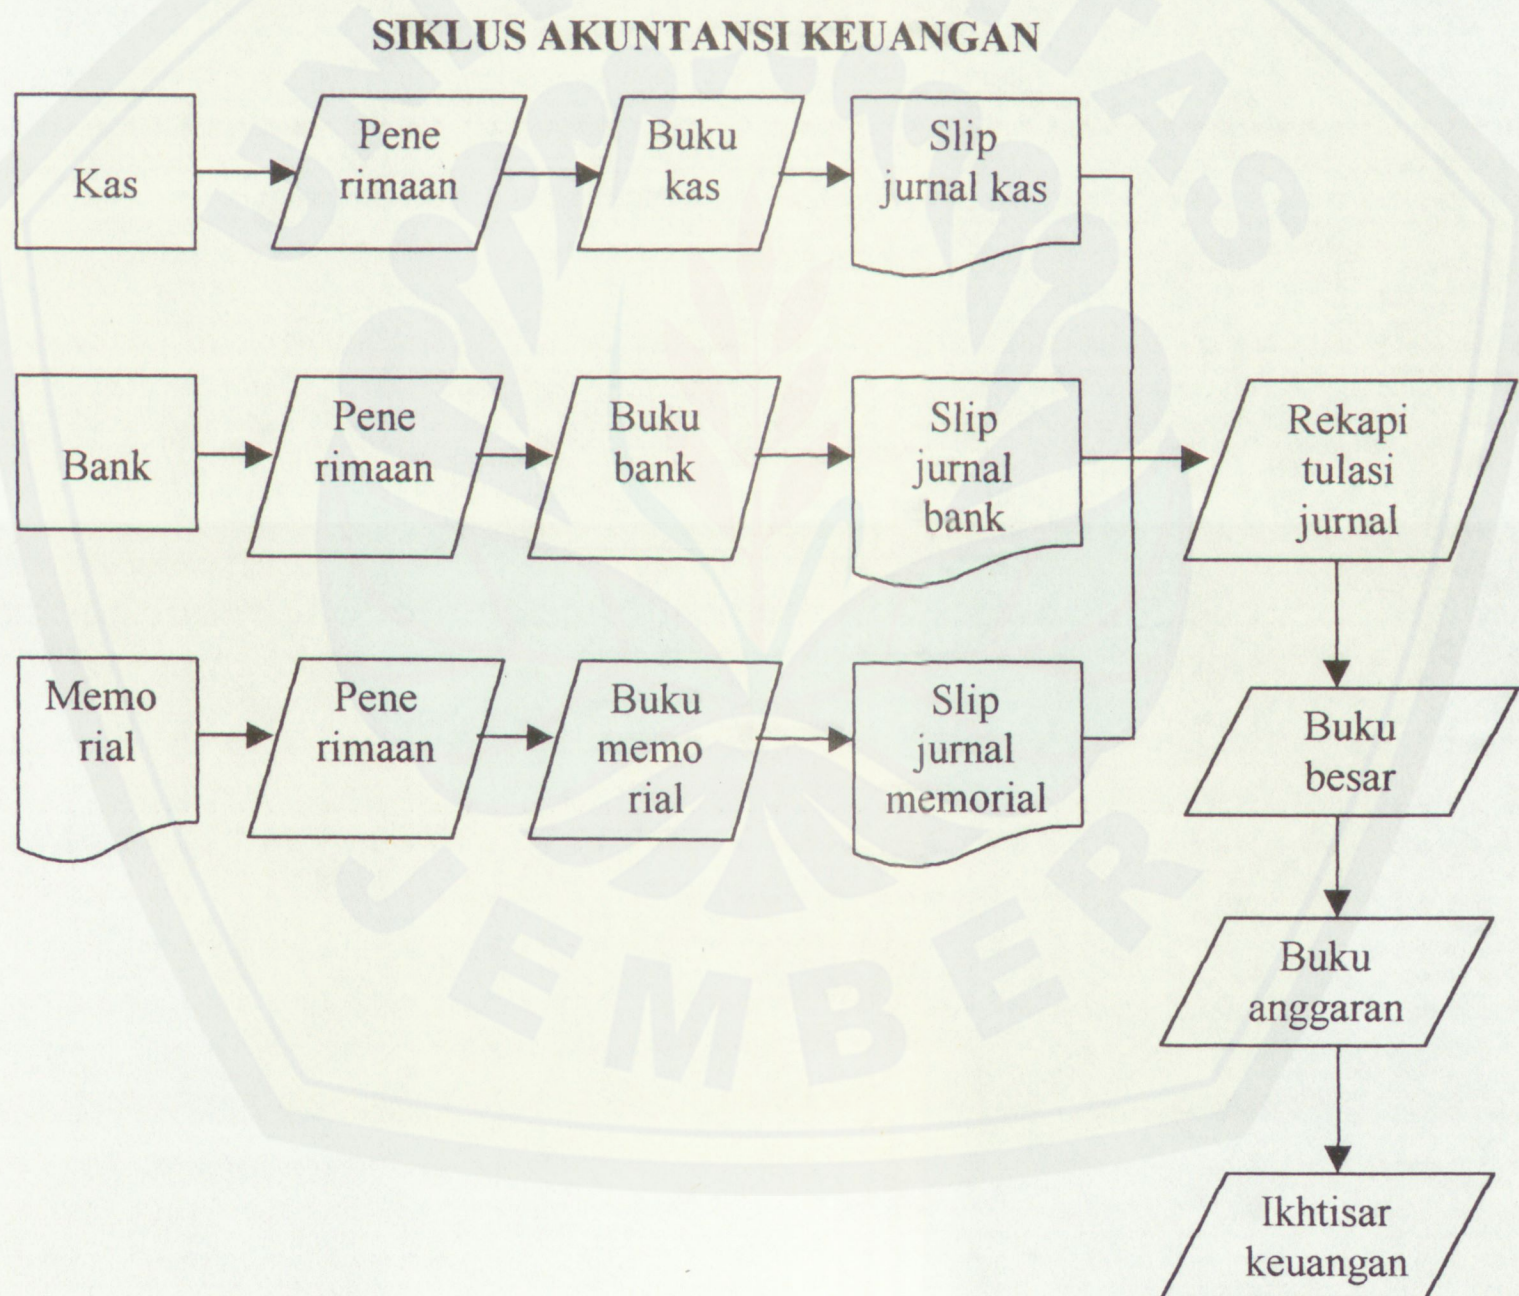 SIKLUS AKUNTANSI KEUANGAN
Kas
Pene
rimaan
Buku
kas
Slip
jurnal kas
Bank
Pene
rimaan
Buku
bank
Slip
jurnal
bank
Rekapi
tulasi
jurnal
Memo
rial
Pene
rimaan
Buku
memo
rial
Slip
jurnal
memorial
Buku
besar
Buku
anggaran
Ikhtisar
keuangan
JEMBER